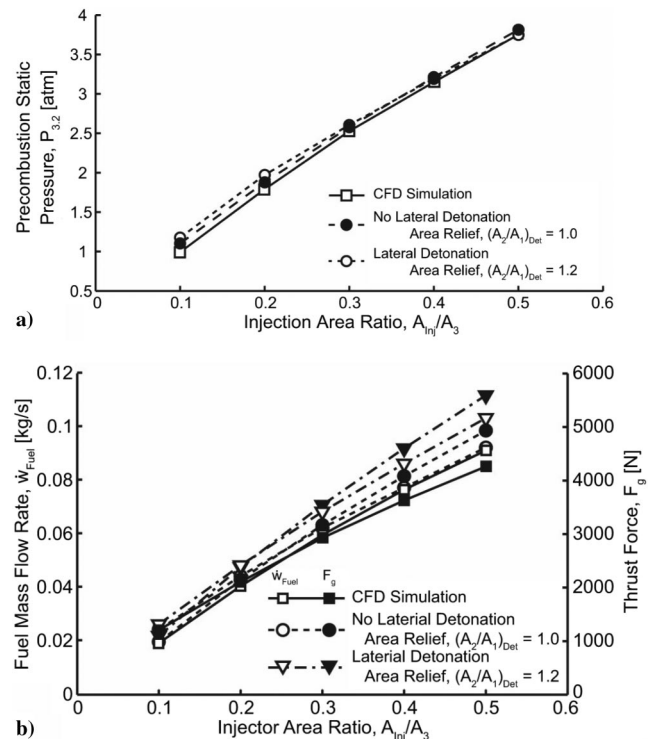 4
3.5
3
2.5
2
1.5
1
0.5
Precombustion Static
Pressure, P3.2 [atm]
CFD Simulation
No Lateral Detonation
Area Relief, (A2/A1)Det = 1.0
Lateral Detonation
Area Relief, (A2/A1)Det = 1.2
0 0.1 0.2 0.3 0.4 0.5 0.6
Injection Area Ratio, AInj/A3
a)
0.12
0.1
0.08
0.06
0.04
0.02
0
Fuel Mass Flow Rate, ẇFuel [kg/s]
6000
5000
4000
3000
2000
1000
0
Thrust Force, Fg [N]
ẇFuel Fg
CFD Simulation
No Laterial Detonation
Area Relief, (A2/A1)Det = 1.0
Laterial Detonation
Area Relief, (A2/A1)Det = 1.2
0.1 0.2 0.3 0.4 0.5
Injector Area Ratio, AInj/A3
b)